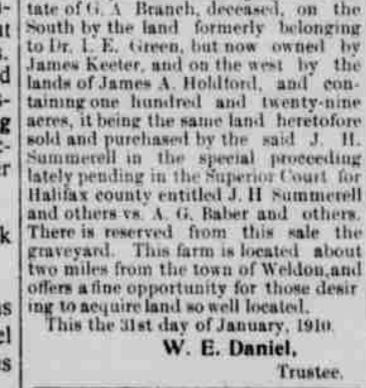 tate of G. A Branch, deceased, on the
South by the land formerly belonging
to Dr. I. E. Green, but now owned by
James Keeter, and on the west by the
lands of James A. Holdford, and con-
taining one hundred and twenty-nine
acres, it being the same land heretofore
sold and purchased by the said J. H.
Summerell in the special proceeding
lately pending in the Superior Court for
Halifax county entitled J. H Summerell
and others vs. A. G. Baber and others.
There is reserved from this sale the
graveyard. This farm is located about
two miles from the town of Weldon,and
offers a fine opportunity for those desir
ing to acquire land so well located.
This the 31st day of January, 1910.
W. E. Daniel,
Trustee.